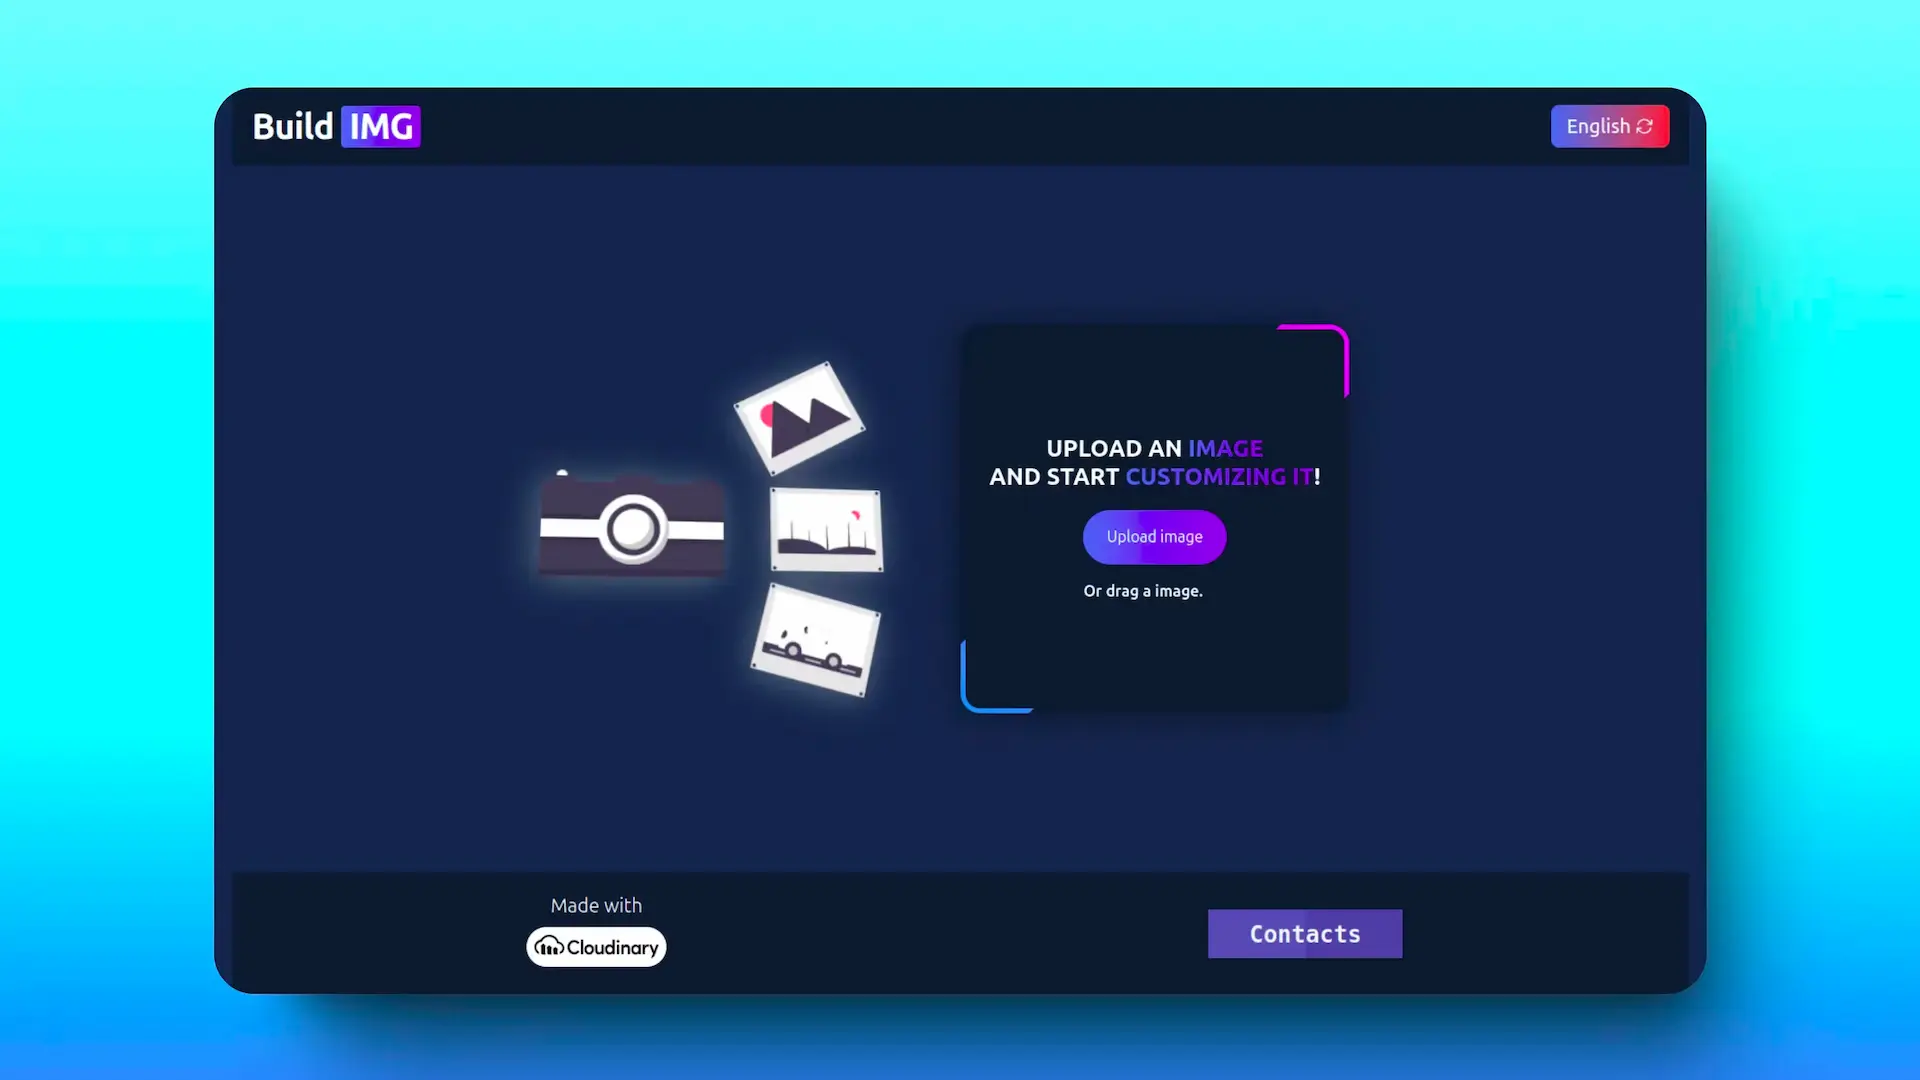 Build IMG
English
UPLOAD AN IMAGE
AND START CUSTOMIZING IT!
Upload image
Or drag a image.
Made with
Cloudinary
Contacts